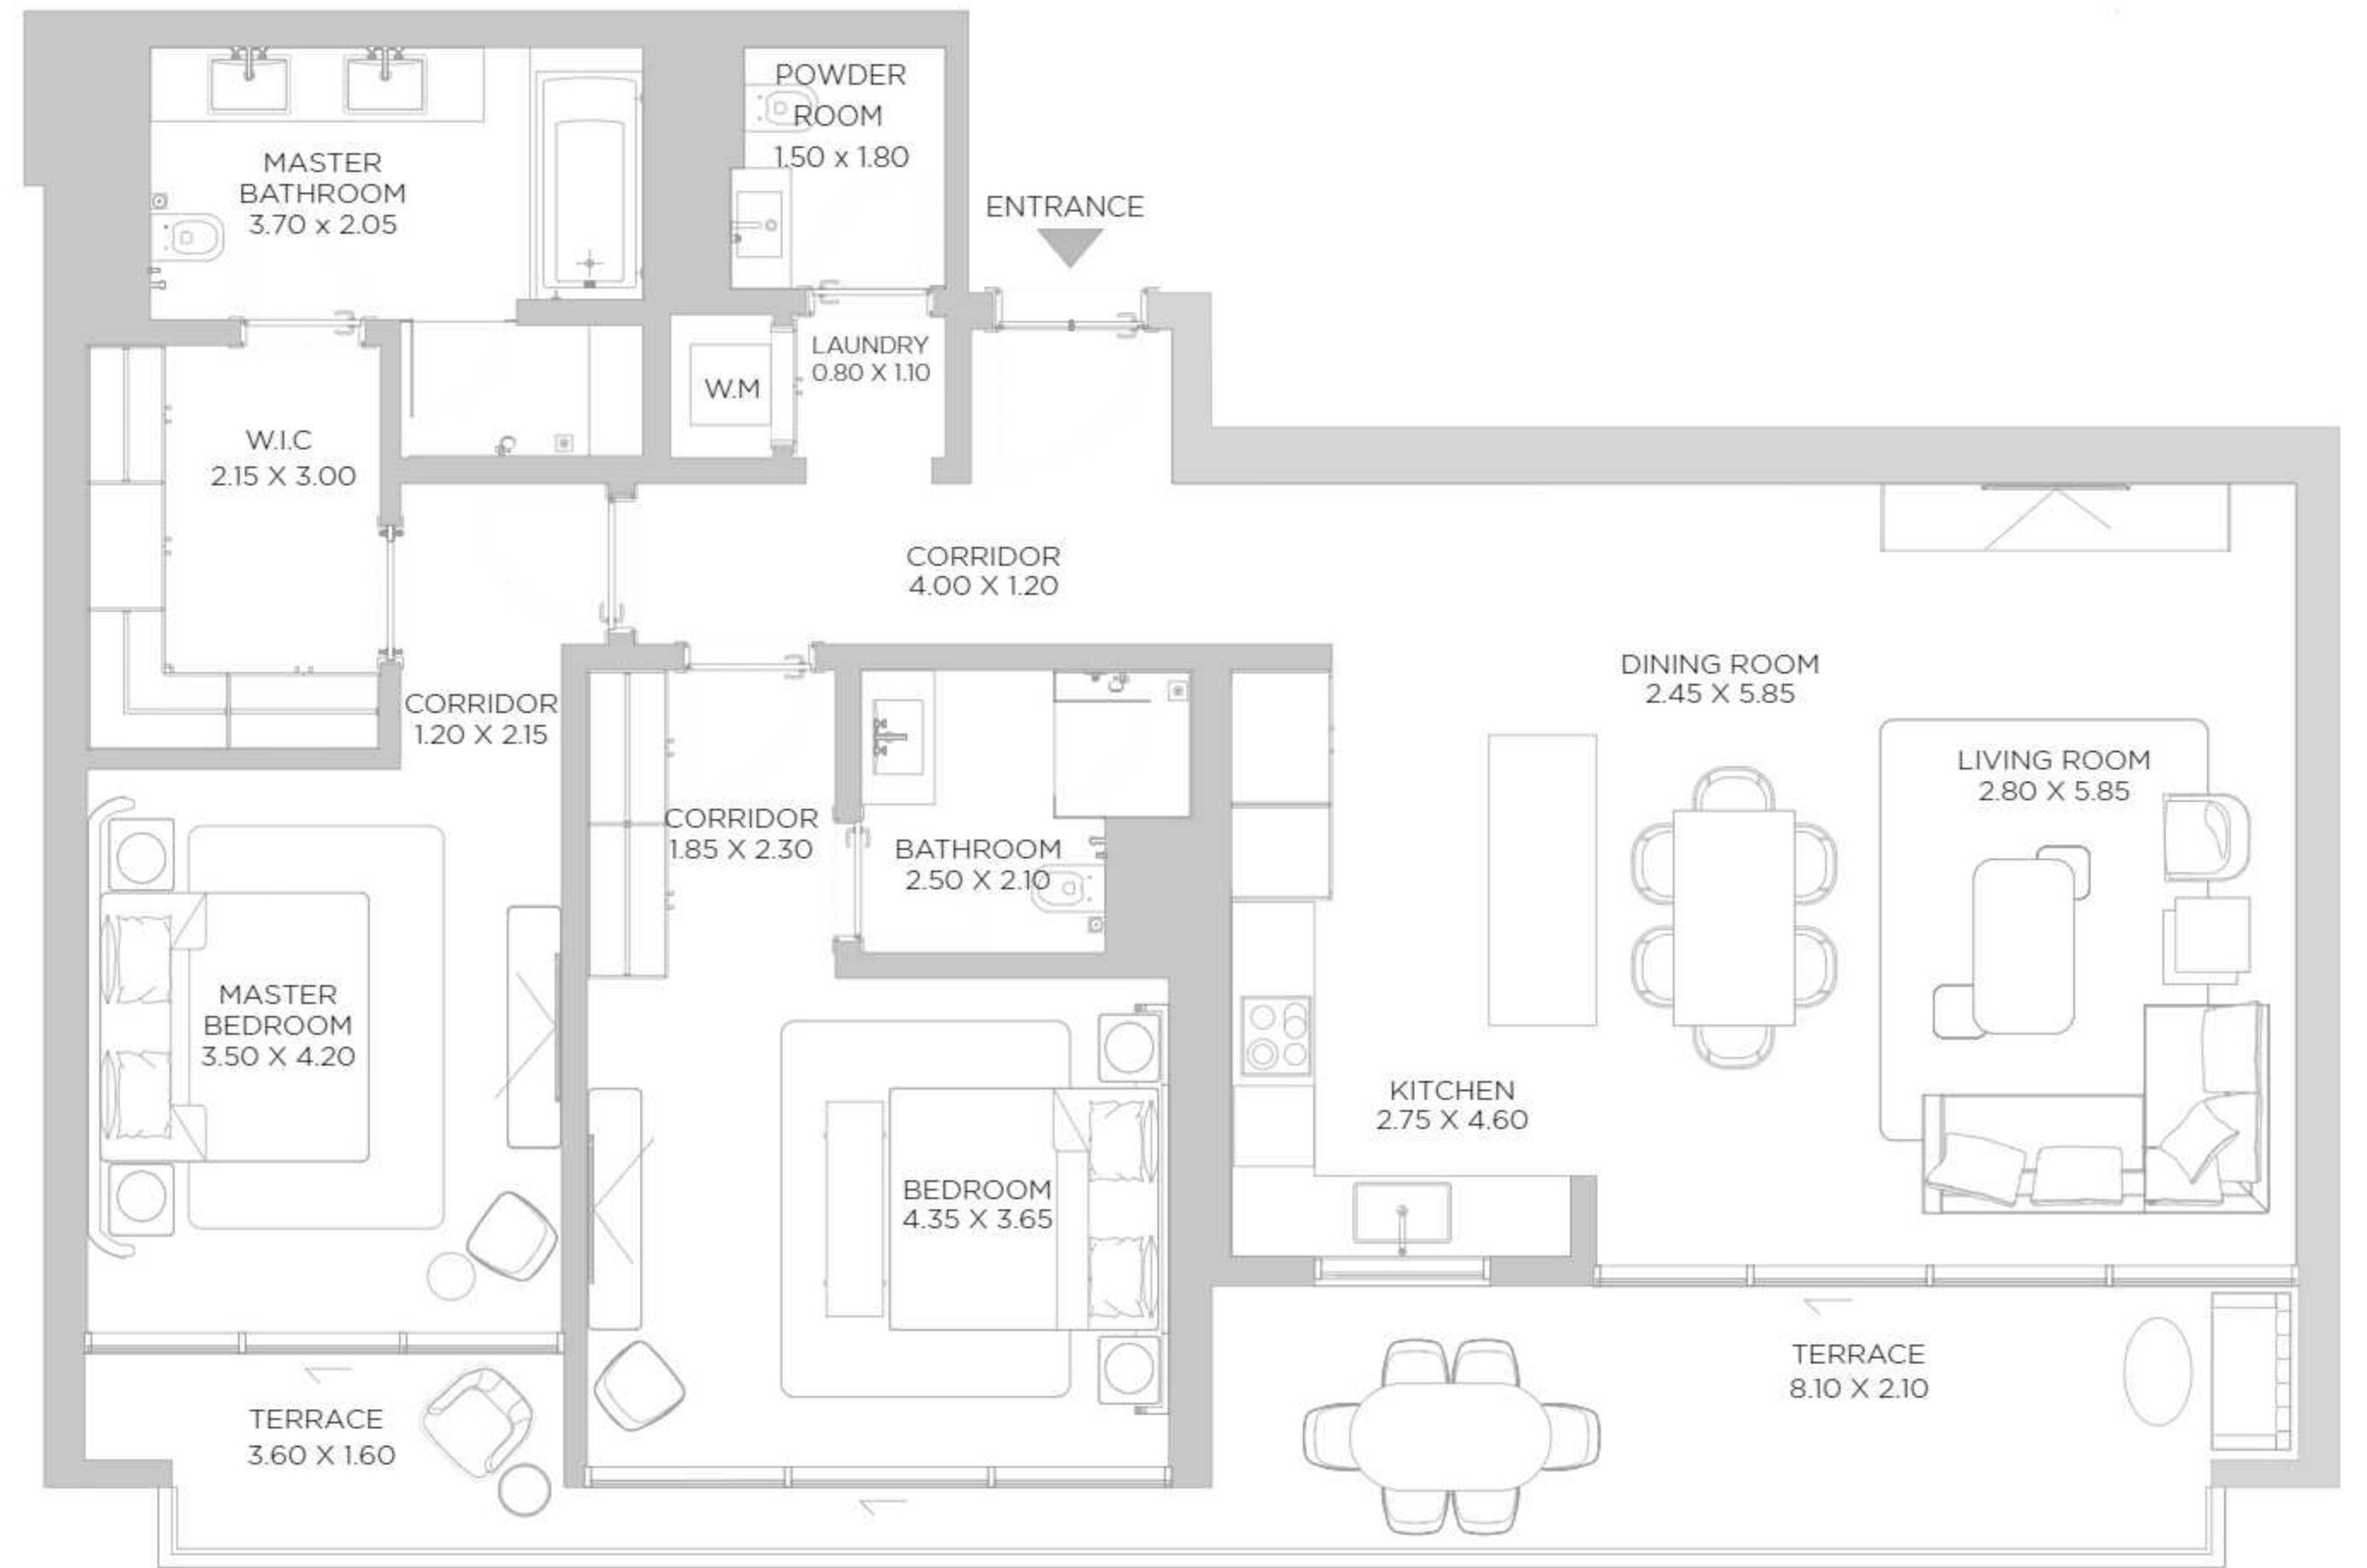 POWDER
ROOM
1.50 x 1.80
MASTER
BATHROOM
3.70 x 2.05
ENTRANCE
LAUNDRY
0.80 X 1.10
W.M
W.I.C
2.15 X 3.00
CORRIDOR
4.00 X 1.20
DINING ROOM
2.45 X 5.85
CORRIDOR
1.20 X 2.15
LIVING ROOM
2.80 X 5.85
CORRIDOR
1.85 X 2.30
BATHROOM
2.50 X 2.10
MASTER
BEDROOM
3.50 X 4.20
KITCHEN
2.75 X 4.60
BEDROOM
4.35 X 3.65
TERRACE
8.10 X 2.10
TERRACE
3.60 X 1.60